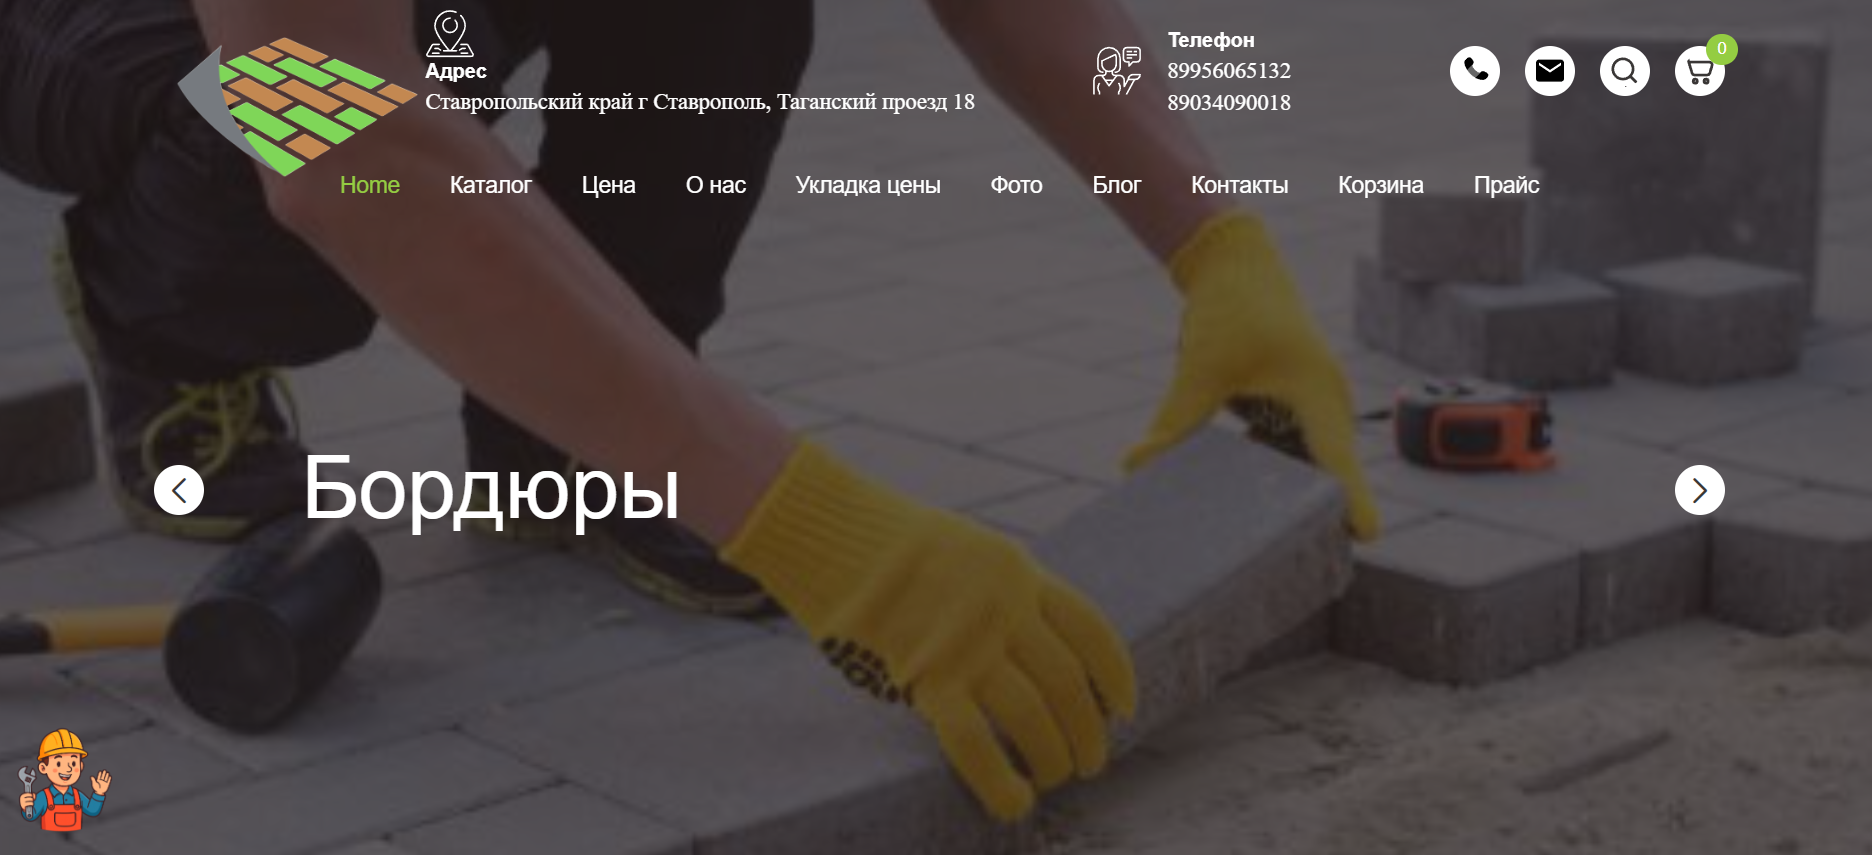 Адрес
Ставропольский край г Ставрополь, Таганский проезд 18
Телефон
89956065132
89034090018
0
Home Каталог Цена О нас Укладка цены Фото Блог Контакты Корзина Прайс
Бордюры